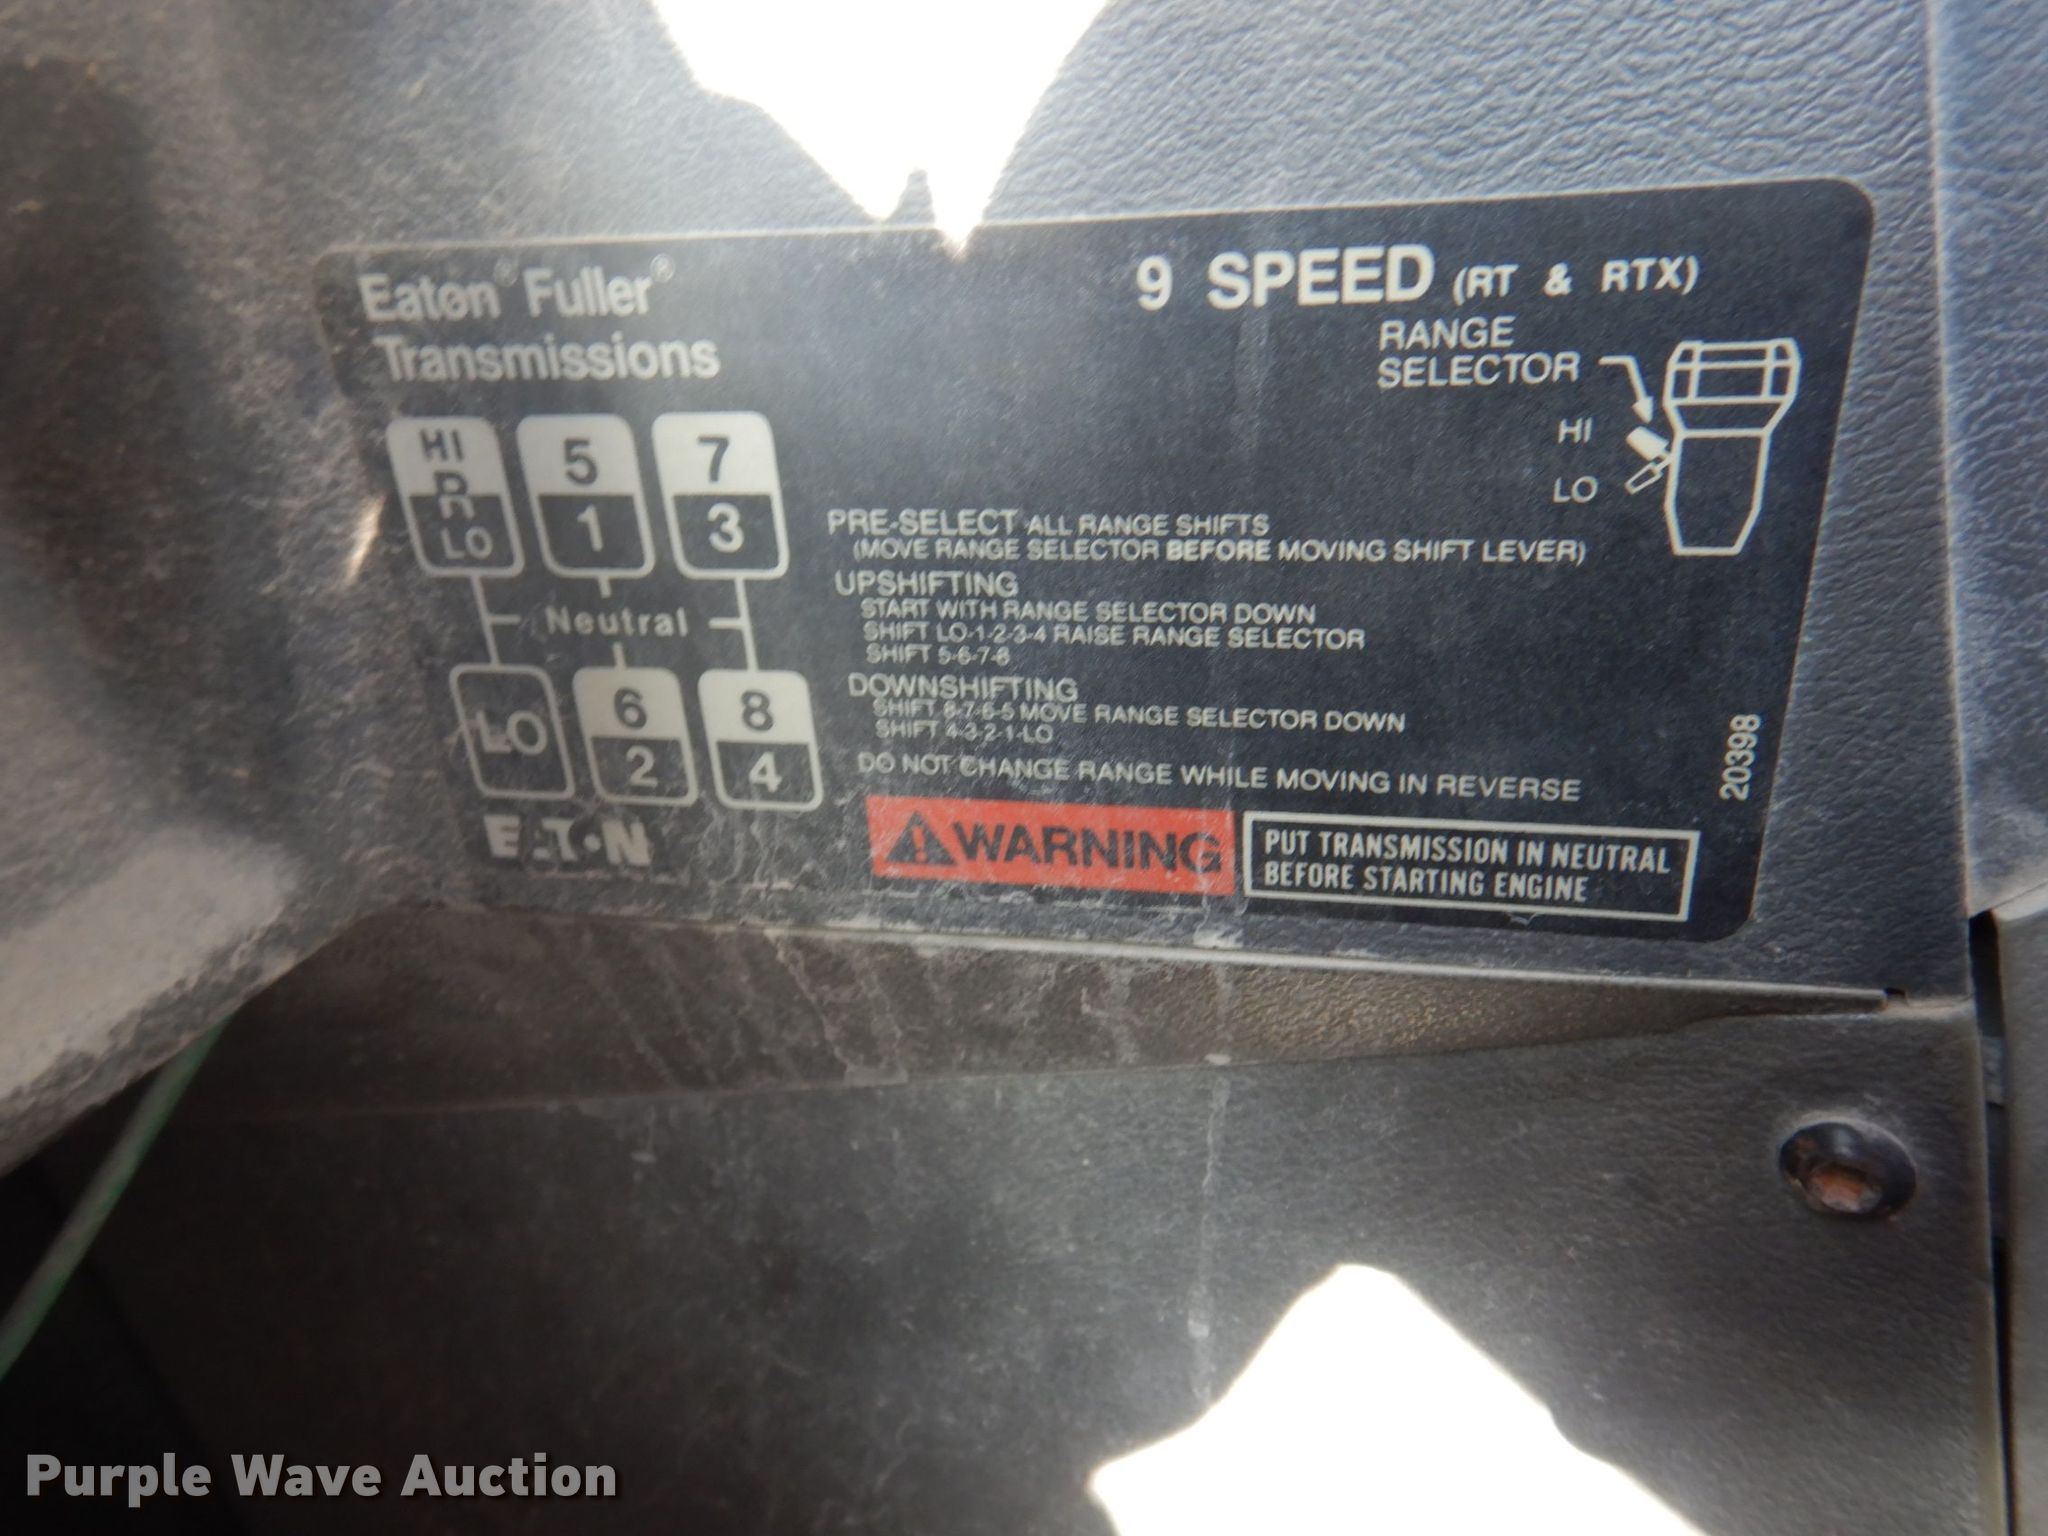 Eaton® Fuller®
Transmissions
9 SPEED (RT & RTX)
RANGE
SELECTOR
HI
LO
HI 5 7
R
LO 1 3
Neutral
LO 6 8
2 4
EATON
PRE-SELECT ALL RANGE SHIFTS
(MOVE RANGE SELECTOR BEFORE MOVING SHIFT LEVER)
UPSHIFTING
START WITH RANGE SELECTOR DOWN
SHIFT LO-1-2-3-4 RAISE RANGE SELECTOR
SHIFT 5-6-7-8
DOWNSHIFTING
SHIFT 8-7-6-5 MOVE RANGE SELECTOR DOWN
SHIFT 4-3-2-1-LO
DO NOT CHANGE RANGE WHILE MOVING IN REVERSE
20398
WARNING
PUT TRANSMISSION IN NEUTRAL
BEFORE STARTING ENGINE
Purple Wave Auction